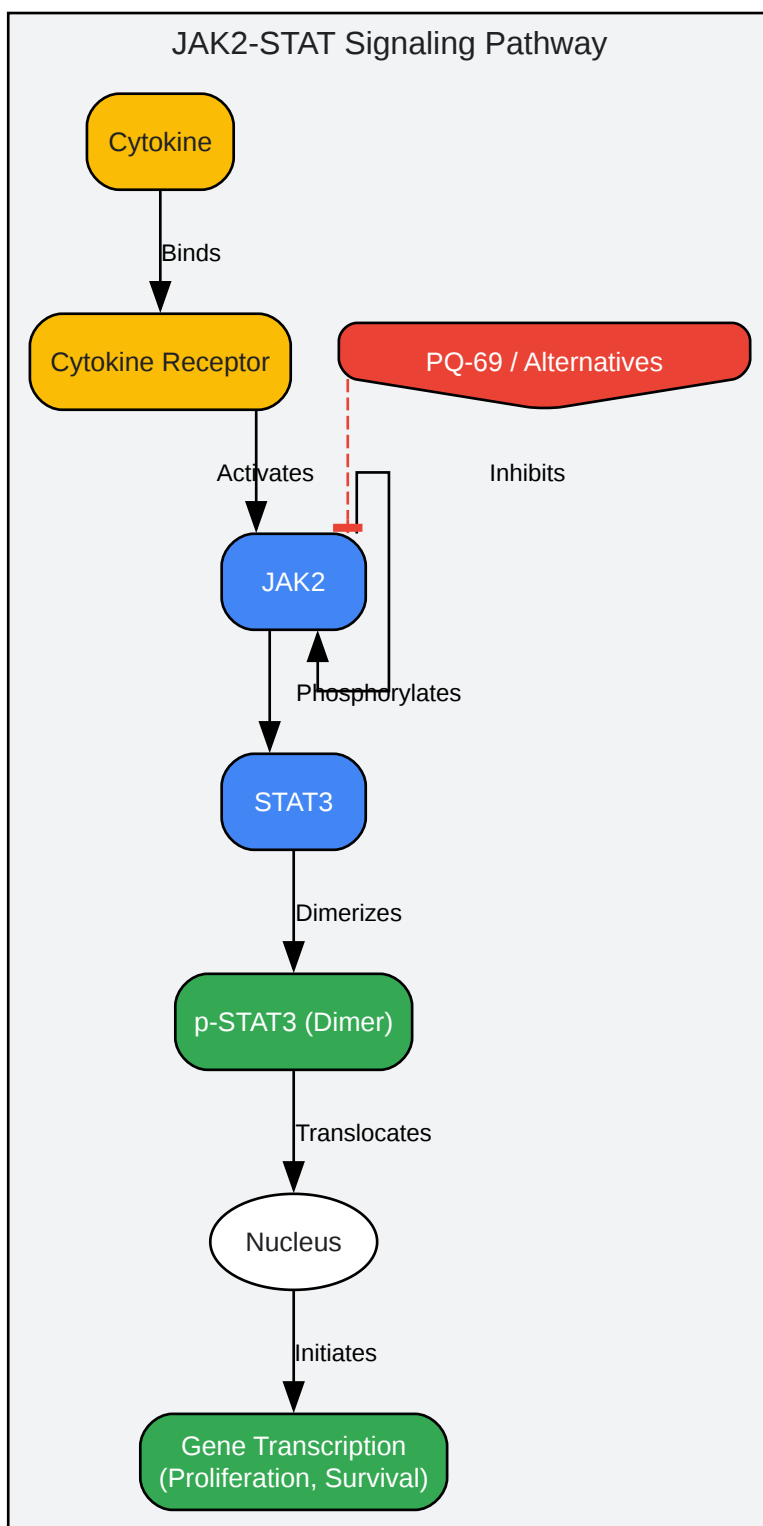 JAK2-STAT Signaling Pathway
Cytokine
Binds
Cytokine Receptor
PQ-69 / Alternatives
Activates
Inhibits
JAK2
Phosphorylates
STAT3
Dimerizes
p-STAT3 (Dimer)
Translocates
Nucleus
Initiates
Gene Transcription
(Proliferation, Survival)